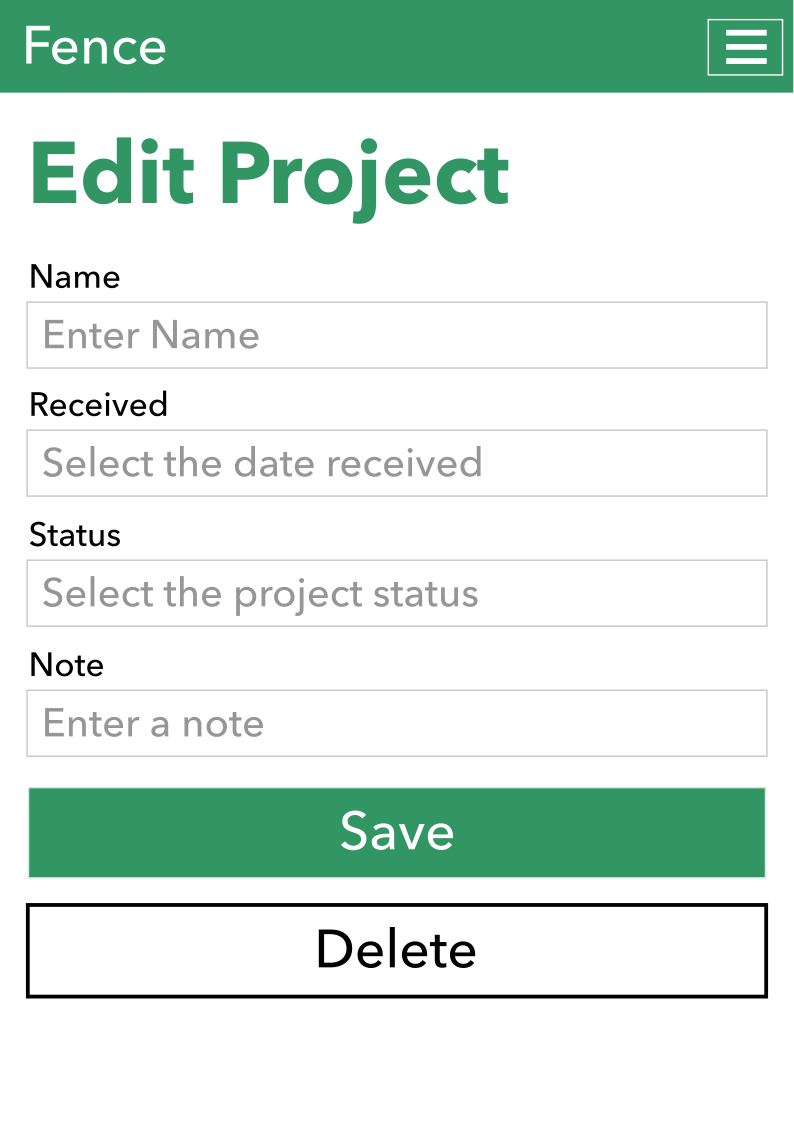 Fence
Edit Project
Name
Enter Name
Received
Select the date received
Status
Select the project status
Note
Enter a note
Save
Delete